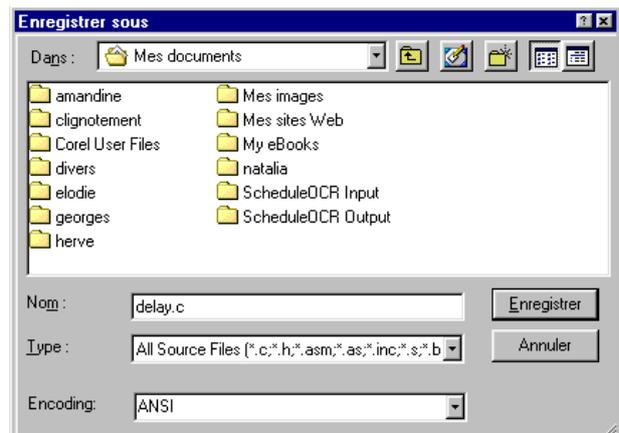 Enregistrer sous
Dans : Mes documents
amandine
clignotement
Corel User Files
divers
elodie
georges
herve
Mes images
Mes sites Web
My eBooks
natalia
ScheduleOCR Input
ScheduleOCR Output
Nom : delay.c Enregistrer
Type : All Source Files (*.c;*.h;*.asm;*.as;*.inc;*.s;*.b Annuler
Encoding: ANSI